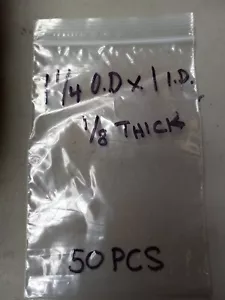 1 1/4 O.D X 1 I.D.
1/8 THICK
50 PCS